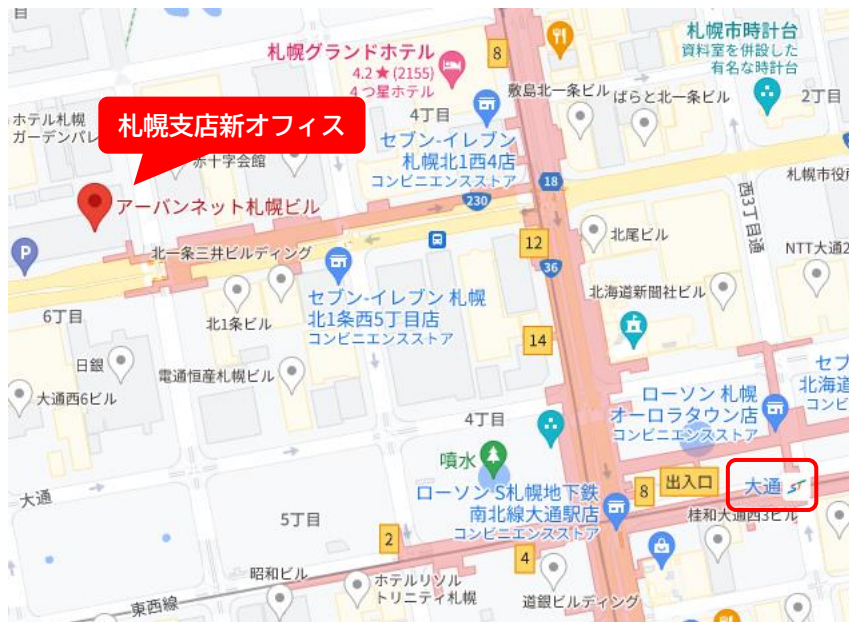 目
札幌市時計台
資料室を併設した
有名な時計台
札幌グランドホテル
4.2★(2155)
4つ星ホテル
8
敷島北一条ビル
ばらと北一条ビル
2丁目
4丁目
ホテル札幌
ガーデンパレ
札幌支店新オフィス
セブン-イレブン
札幌北1西4店
コンビニエンスストア
赤十字会館
18
札幌市役所
アーバンネット札幌ビル
230
西3丁目通
P
北一条三井ビルディング
12
北尾ビル
NTT大通2
36
セブン-イレブン 札幌
北1条西5丁目店
コンビニエンスストア
北海道新聞社ビル
6丁目
北1条ビル
14
日銀
電通恒産札幌ビル
大通西6ビル
セブ
北海道
コンビ
ローソン 札幌
オーロラタウン店
コンビニエンスストア
4丁目
噴水
出入口
大通
大通
ローソン S札幌地下鉄
南北線大通駅店
コンビニエンスストア
8
桂和大通西3ビル
5丁目
2
4
昭和ビル
ホテルリソル
トリニティ札幌
道銀ビルディング
東西線